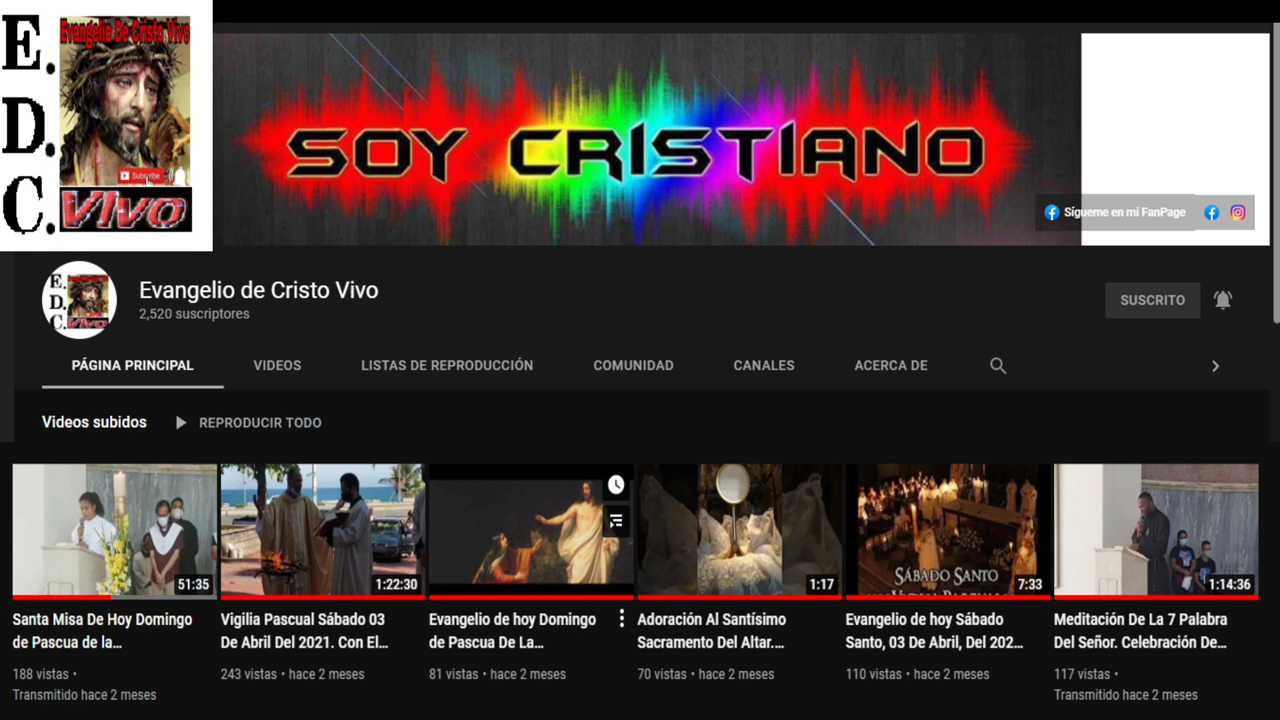 E.
D.
C.
Evangelio De Cristo Vivo
Subscribe
Vivo
SOY CRISTIANO
Sígueme en mi FanPage
E.
D.
C.
Vivo
Evangelio de Cristo Vivo
2,520 suscriptores
SUSCRITO
PÁGINA PRINCIPAL
VIDEOS
LISTAS DE REPRODUCCIÓN
COMUNIDAD
CANALES
ACERCA DE
Videos subidos
REPRODUCIR TODO
51:35
1:22:30
1:17
SÁBADO SANTO
7:33
1:14:36
Santa Misa De Hoy Domingo
de Pascua de la...
188 vistas •
Transmitido hace 2 meses
Vigilia Pascual Sábado 03
De Abril Del 2021. Con El...
243 vistas • hace 2 meses
Evangelio de hoy Domingo
de Pascua De La...
81 vistas • hace 2 meses
Adoración Al Santísimo
Sacramento Del Altar....
70 vistas • hace 2 meses
Evangelio de hoy Sábado
Santo, 03 De Abril, Del 202...
110 vistas • hace 2 meses
Meditación De La 7 Palabra
Del Señor. Celebración De...
117 vistas •
Transmitido hace 2 meses